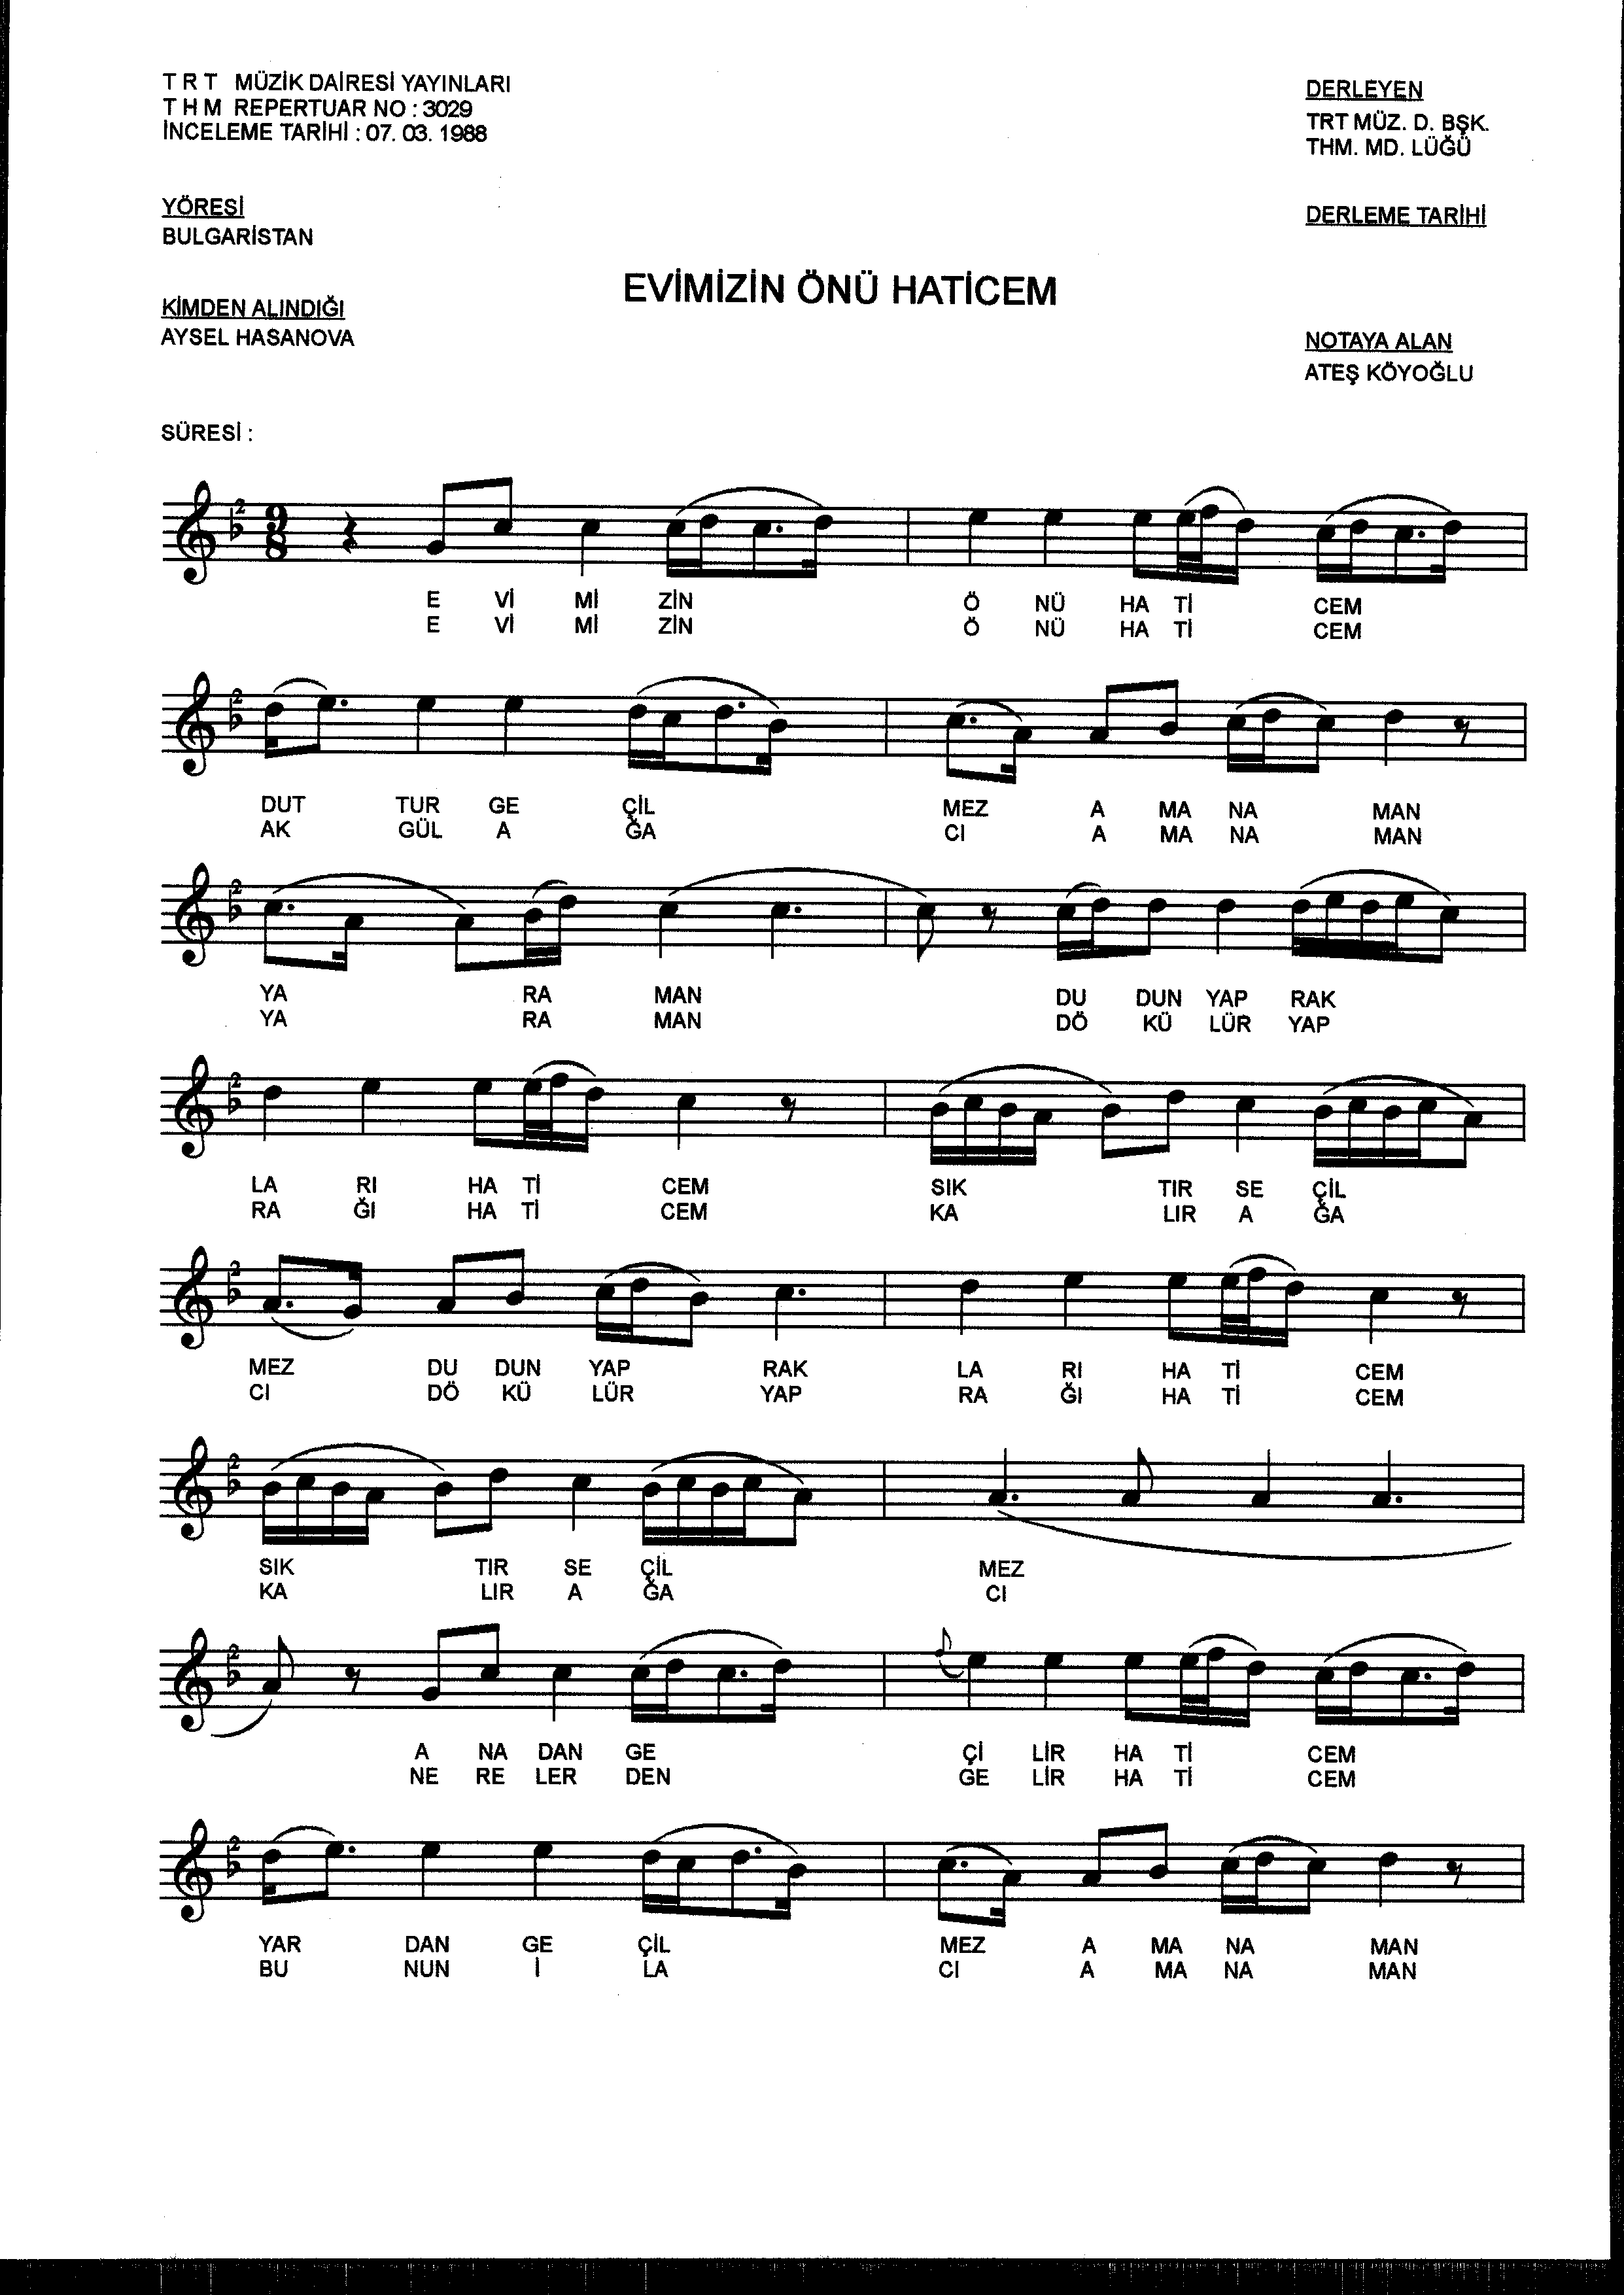 T R T MÜZİK DAİRESİ YAYINLARI
T H M REPERTUAR NO : 3029
İNCELEME TARİHİ : 07. 03. 1988
DERLEYEN
TRT MÜZ. D. BŞK.
THM. MD. LÜĞÜ
YÖRESİ
BULGARİSTAN
DERLEME TARİHİ
EVİMİZİN ÖNÜ HATİCEM
KİMDEN ALINDIĞI
AYSEL HASANOVA
NOTAYA ALAN
ATEŞ KÖYOĞLU
SÜRESİ :
2 9 8
E Vİ Mİ ZİN Ö NÜ HA Tİ CEM
E Vİ Mİ ZİN Ö NÜ HA Tİ CEM
2
DUT TUR GE ÇİL MEZ A MA NA MAN
AK GÜL A ĞA CI A MA NA MAN
2
YA RA MAN DU DUN YAP RAK
YA RA MAN DÖ KÜ LÜR YAP
2
LA RI HA Tİ CEM SIK TIR SE ÇİL
RA ĞI HA Tİ CEM KA LIR A ĞA
2
MEZ DU DUN YAP RAK LA RI HA Tİ CEM
CI DÖ KÜ LÜR YAP RA ĞI HA Tİ CEM
2
SIK TIR SE ÇİL MEZ
KA LIR A ĞA CI
2
A NA DAN GE Çİ LİR HA Tİ CEM
NE RE LER DEN GE LİR HA Tİ CEM
2
YAR DAN GE ÇİL MEZ A MA NA MAN
BU NUN İ LA CI A MA NA MAN